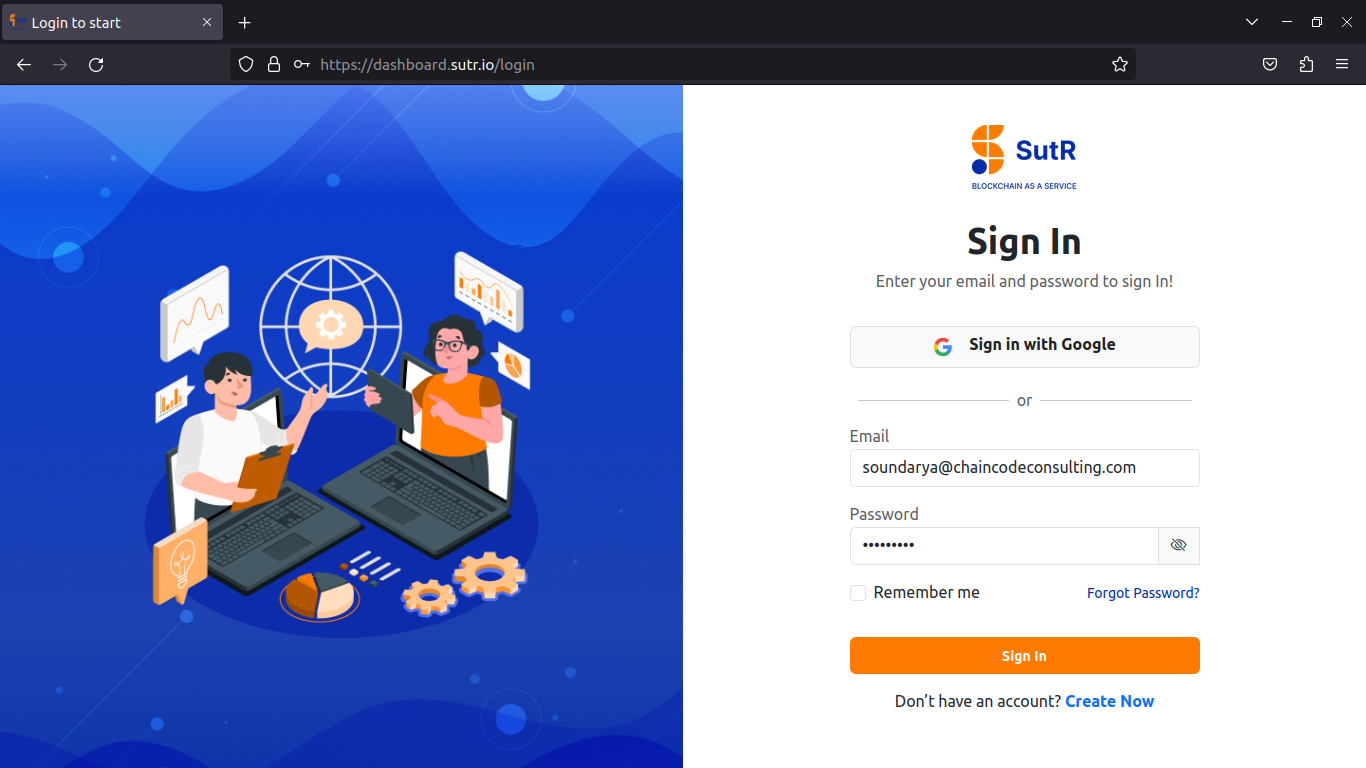 Login to start
https://dashboard.sutr.io/login
SutR
BLOCKCHAIN AS A SERVICE
Sign In
Enter your email and password to sign In!
Sign in with Google
or
Email
soundarya@chaincodeconsulting.com
Password
•••••••••
Remember me
Forgot Password?
Sign In
Don’t have an account? Create Now